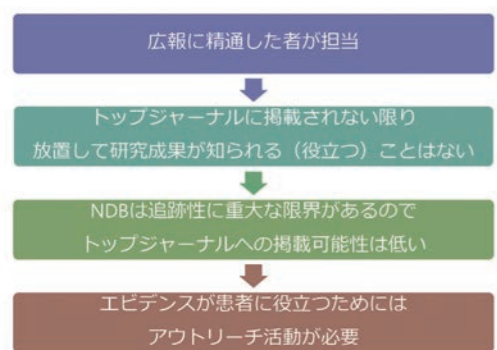 広報に精通した者が担当
トップジャーナルに掲載されない限り
放置して研究成果が知られる（役立つ）ことはない
NDBは追跡性に重大な限界があるので
トップジャーナルへの掲載可能性は低い
エビデンスが患者に役立つためには
アウトリーチ活動が必要